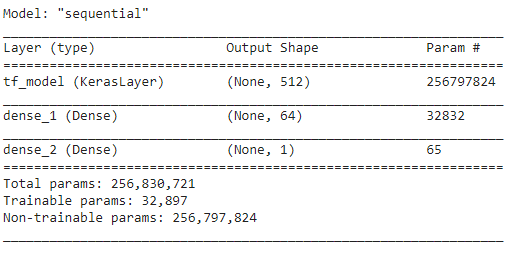 Model: "sequential"
_________________________________________________________________
Layer (type)                 Output Shape              Param #
=================================================================
tf_model (KerasLayer)        (None, 512)               256797824
_________________________________________________________________
dense_1 (Dense)              (None, 64)                32832
_________________________________________________________________
dense_2 (Dense)              (None, 1)                 65
=================================================================
Total params: 256,830,721
Trainable params: 32,897
Non-trainable params: 256,797,824
_________________________________________________________________